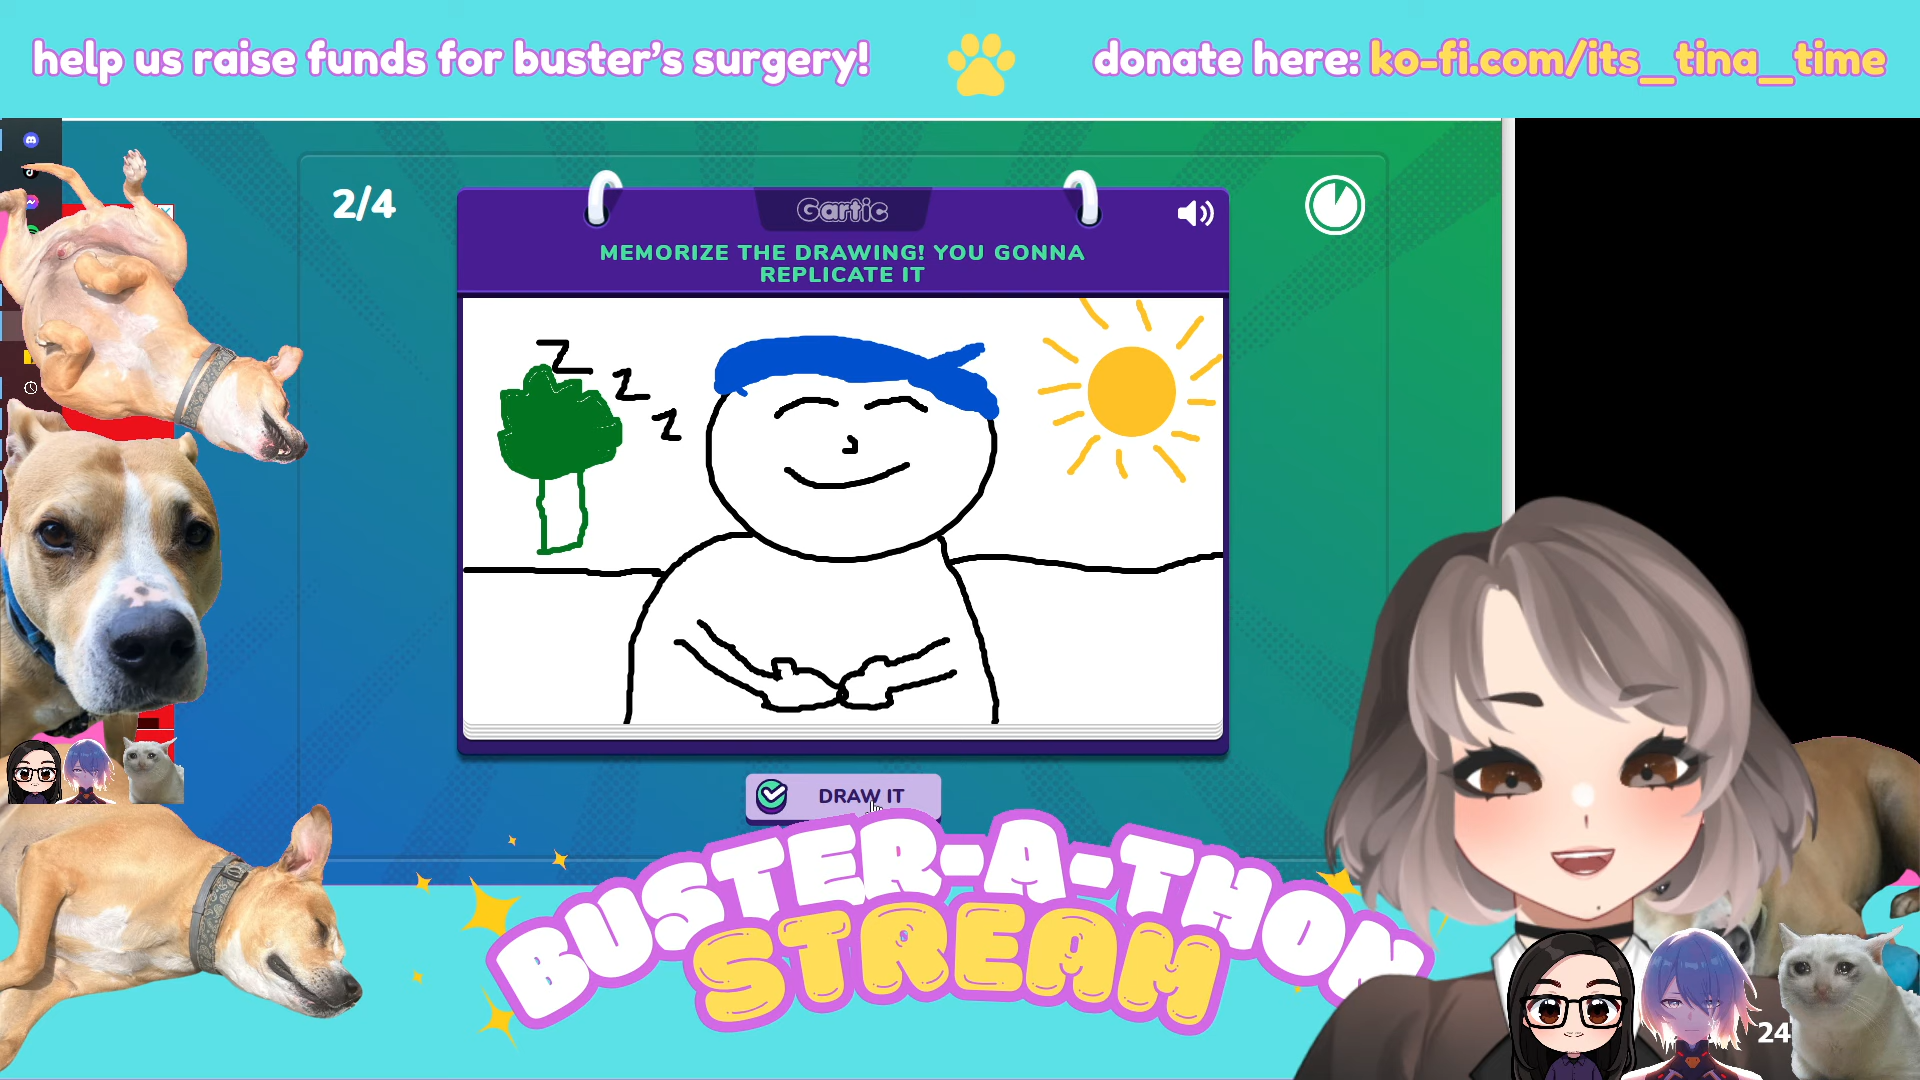 help us raise funds for buster's surgery!
donate here: ko-fi.com/its_tina_time
2/4
Gartic
MEMORIZE THE DRAWING! YOU GONNA
REPLICATE IT
Z
Z
Z
DRAW IT
BUSTER-A-THON
STREAM
24